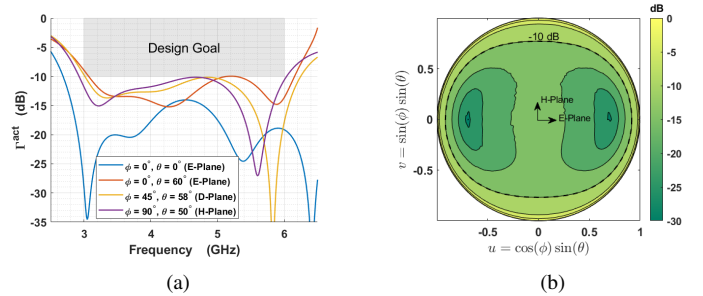 0
-5
-10
-15
-20
-25
-30
-35
Γ^act (dB)
Design Goal
ϕ = 0°, θ = 0° (E-Plane)
ϕ = 0°, θ = 60° (E-Plane)
ϕ = 45°, θ = 58° (D-Plane)
ϕ = 90°, θ = 50° (H-Plane)
3 4 5 6
Frequency (GHz)
(a)
1
0.5
0
-0.5
v = sin(ϕ) sin(θ)
-10 dB
H-Plane
E-Plane
-0.5 0 0.5 1
u = cos(ϕ) sin(θ)
dB
0
-5
-10
-15
-20
-25
-30
(b)